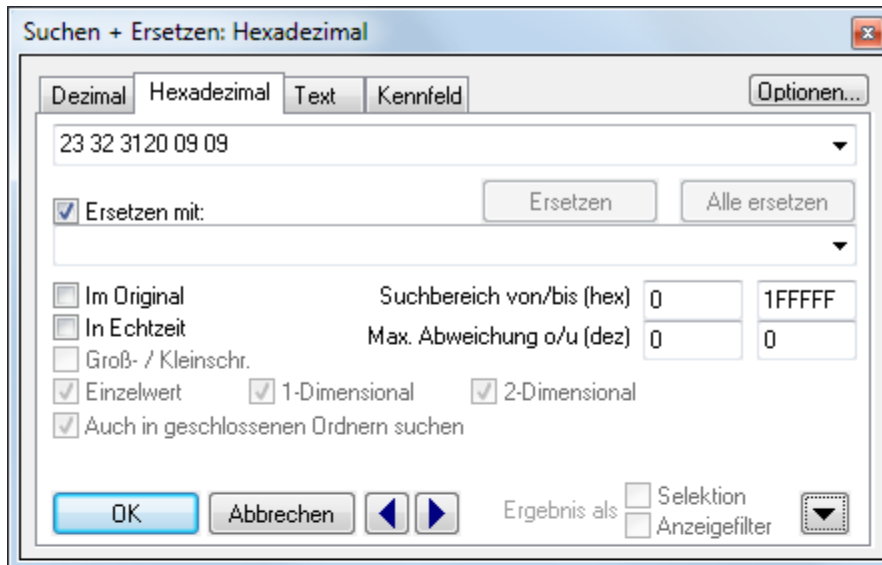 Suchen + Ersetzen: Hexadezimal
Dezimal Hexadezimal Text Kennfeld Optionen...
23 32 3120 09 09
Ersetzen mit: Ersetzen Alle ersetzen
Im Original Suchbereich von/bis (hex) 0 1FFFFF
In Echtzeit Max. Abweichung o/u (dez) 0 0
Groß- / Kleinschr.
Einzelwert 1-Dimensional 2-Dimensional
Auch in geschlossenen Ordnern suchen
OK Abbrechen Ergebnis als Selektion
Anzeigefilter